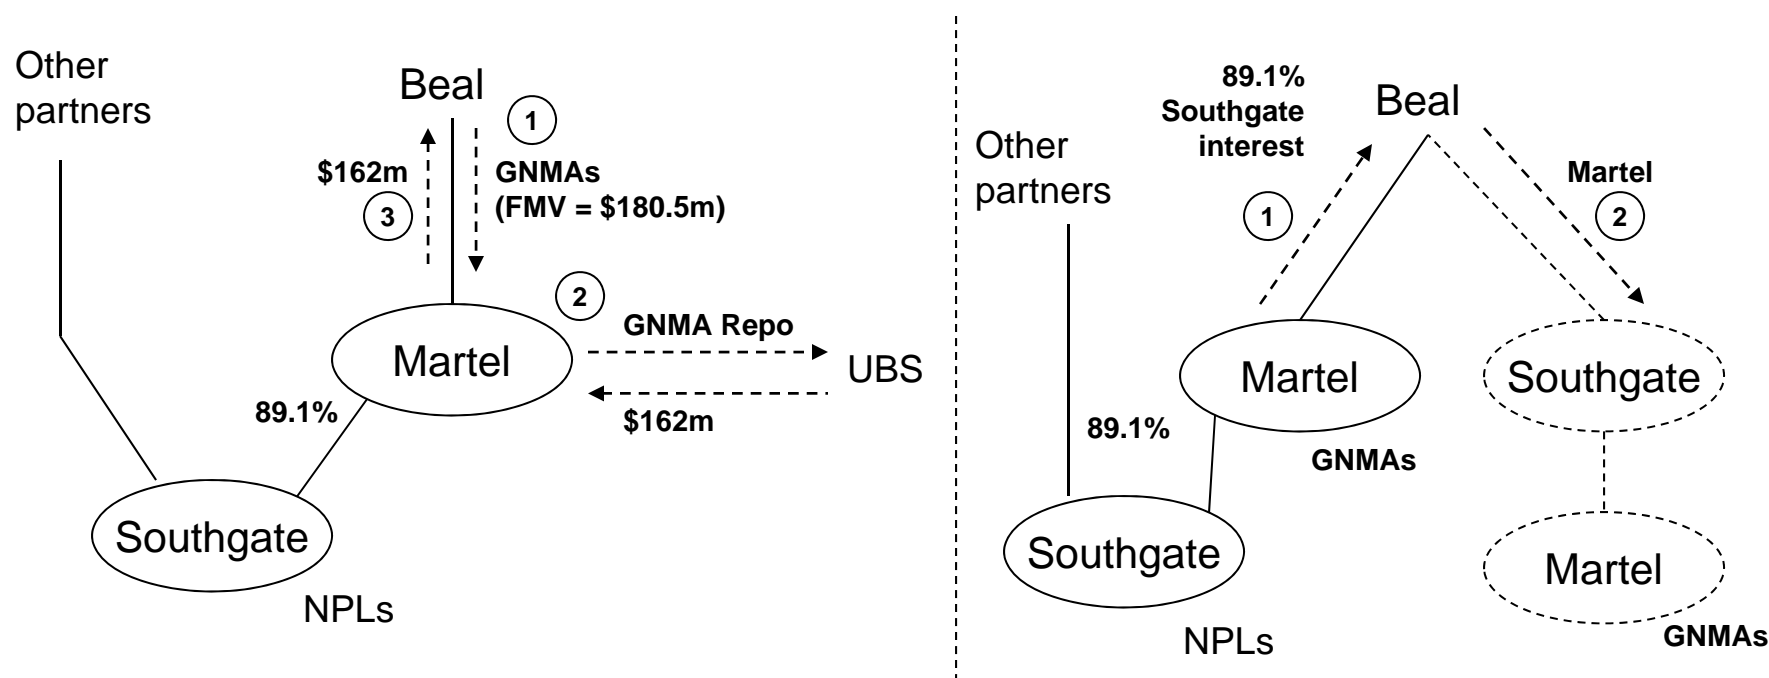 Other
partners
Beal
1
$162m
GNMAs
(FMV = $180.5m)
3
2
GNMA Repo
Martel
UBS
89.1%
$162m
Southgate
NPLs
89.1%
Southgate
interest
Beal
Other
partners
Martel
1
2
Martel
Southgate
89.1%
GNMAs
Southgate
Martel
NPLs
GNMAs